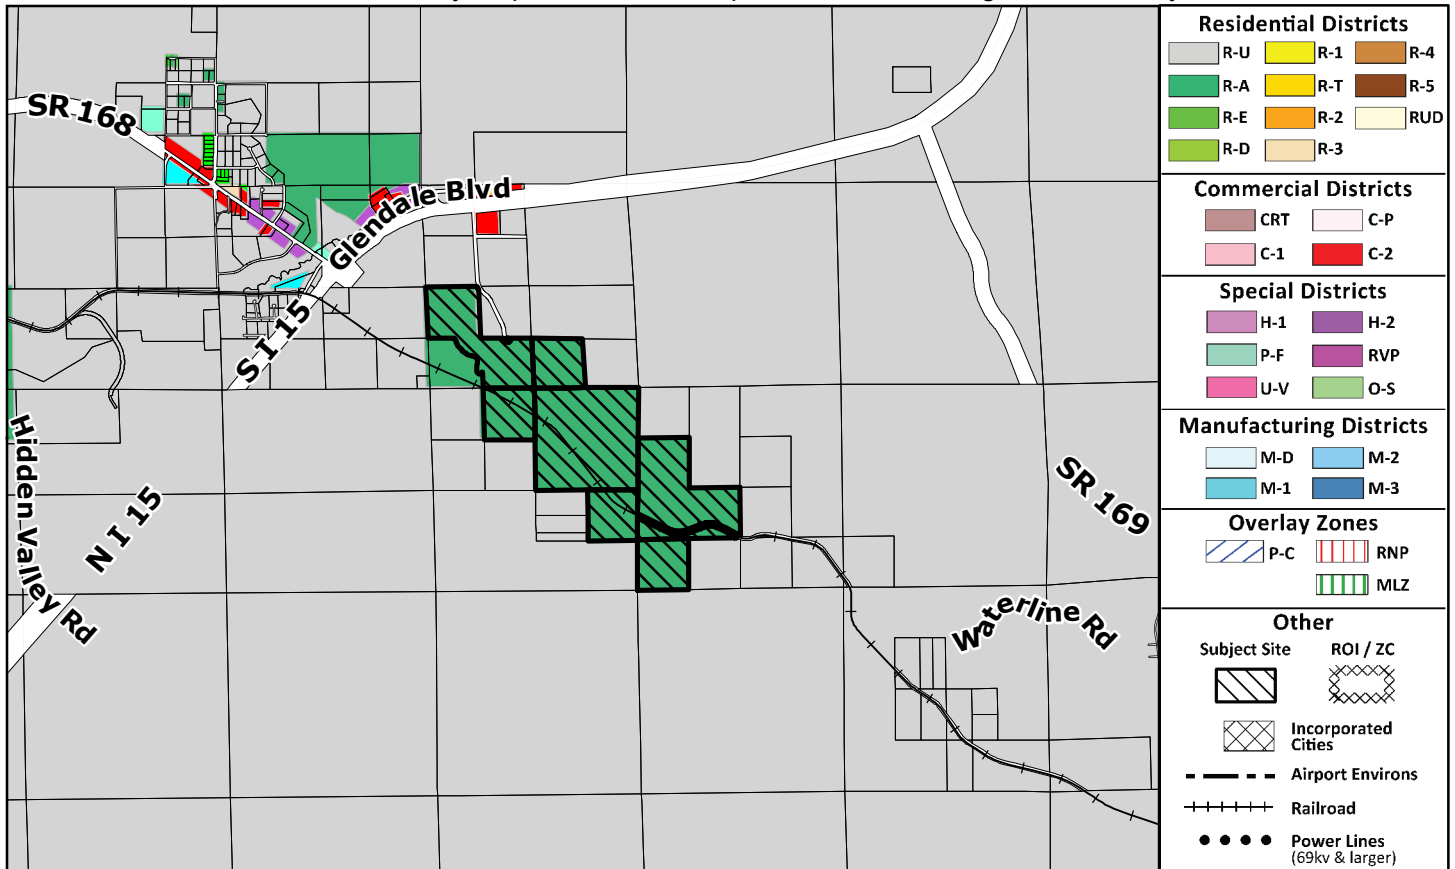 SR 168
Glendale Blvd
S I 15
Hidden Valley Rd
N I 15
SR 169
Waterline Rd
Residential Districts
R-U
R-1
R-4
R-A
R-T
R-5
R-E
R-2
RUD
R-D
R-3
Commercial Districts
CRT
C-P
C-1
C-2
Special Districts
H-1
H-2
P-F
RVP
U-V
O-S
Manufacturing Districts
M-D
M-2
M-1
M-3
Overlay Zones
P-C
RNP
MLZ
Other
Subject Site
ROI / ZC
Incorporated
Cities
Airport Environs
Railroad
Power Lines
(69kv & larger)